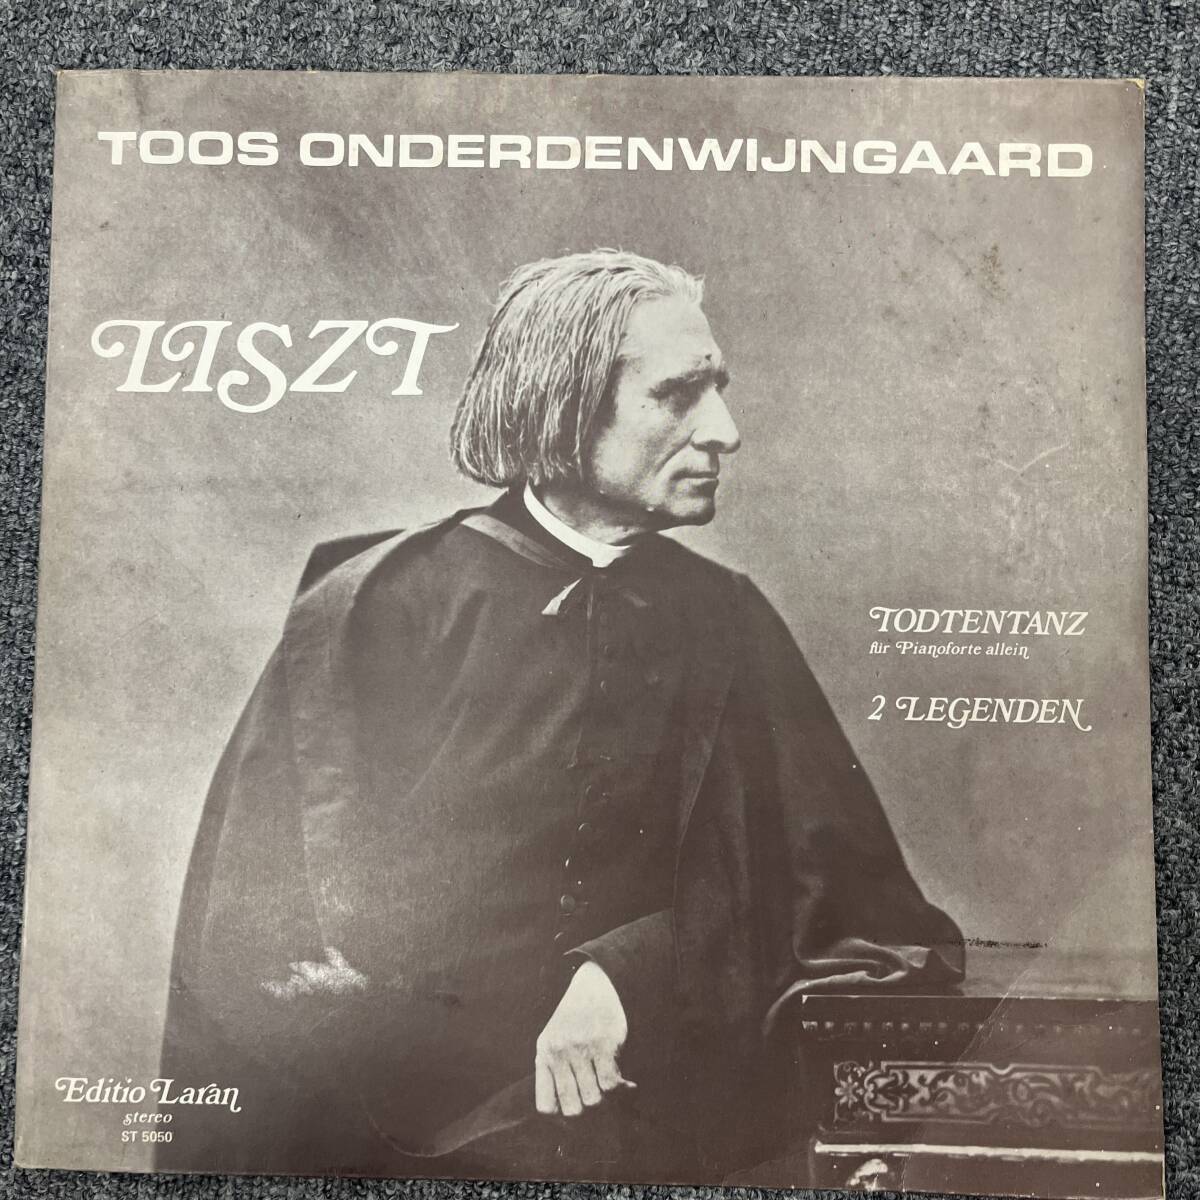 TOOS ONDERDENWIJNGAARD
LISZT
TODTENTANZ
für Pianoforte allein
2 LEGENDEN
Editio Laran
stereo
ST 5050